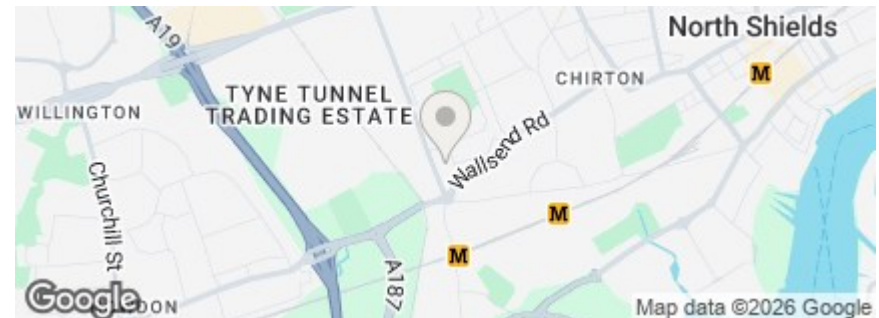 North Shields
A19
M
CHIRTON
TYNE TUNNEL
TRADING ESTATE
WILLINGTON
Wallsend Rd
Churchill St
M
M
A187
Google
Map data ©2026 Google